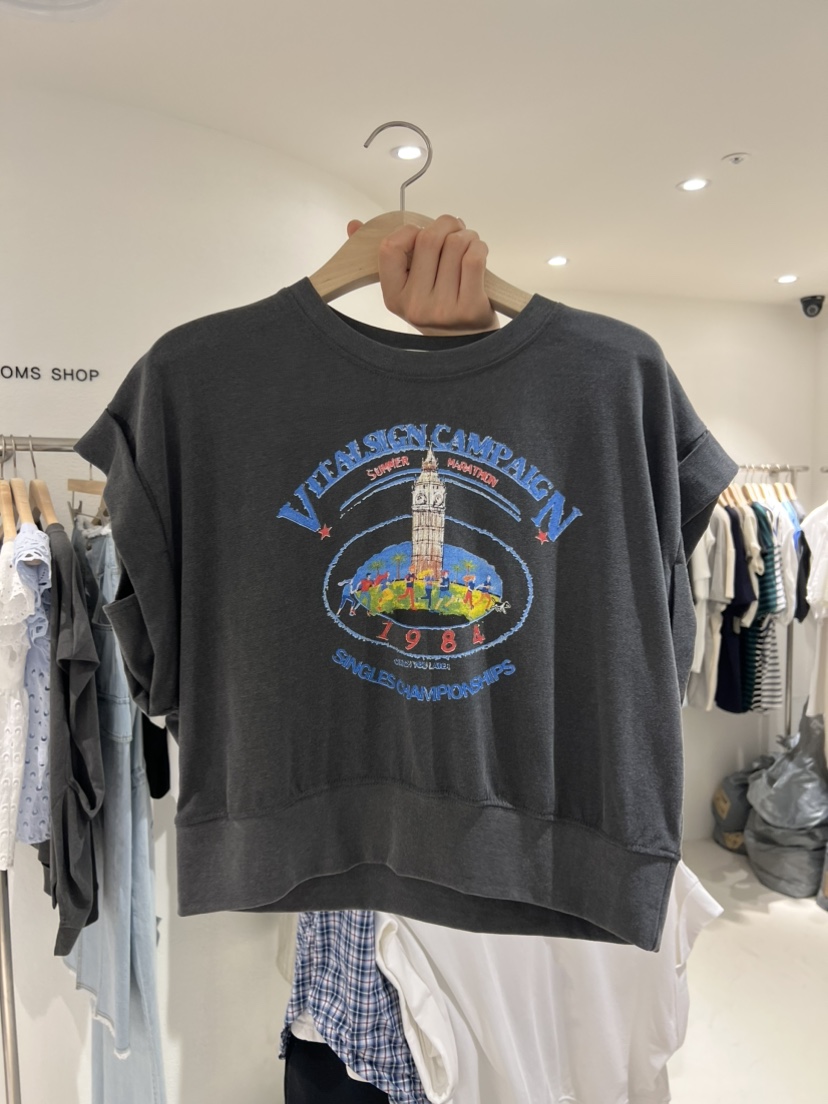 OMS SHOP
VITALSIGN CAMPAIGN
SUMMER MARATHON
1984
SINGLES CHAMPIONSHIPS